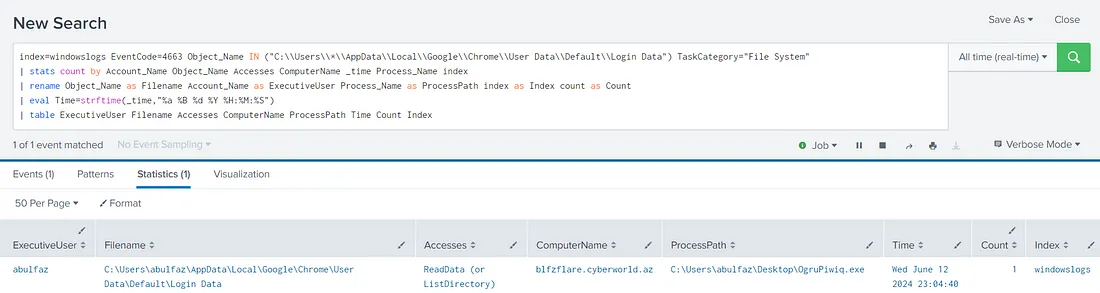 New Search
Save As Close
index=windowslogs EventCode=4663 Object_Name IN ("C:\\Users\\*\\AppData\\Local\\Google\\Chrome\\User Data\\Default\\Login Data") TaskCategory="File System"
| stats count by Account_Name Object_Name Accesses ComputerName _time Process_Name index
| rename Object_Name as Filename Account_Name as ExecutiveUser Process_Name as ProcessPath index as Index count as Count
| eval Time=strftime(_time,"%a %B %d %Y %H:%M:%S")
| table ExecutiveUser Filename Accesses ComputerName ProcessPath Time Count Index
All time (real-time)
1 of 1 event matched No Event Sampling Job Verbose Mode
Events (1) Patterns Statistics (1) Visualization
50 Per Page Format
ExecutiveUser Filename Accesses ComputerName ProcessPath Time Count Index
abulfaz C:\Users\abulfaz\AppData\Local\Google\Chrome\User ReadData (or blfzflare.cyberworld.az C:\Users\abulfaz\Desktop\OgruPiwiq.exe Wed June 12 1 windowslogs
Data\Default\Login Data ListDirectory) 2024 23:04:40